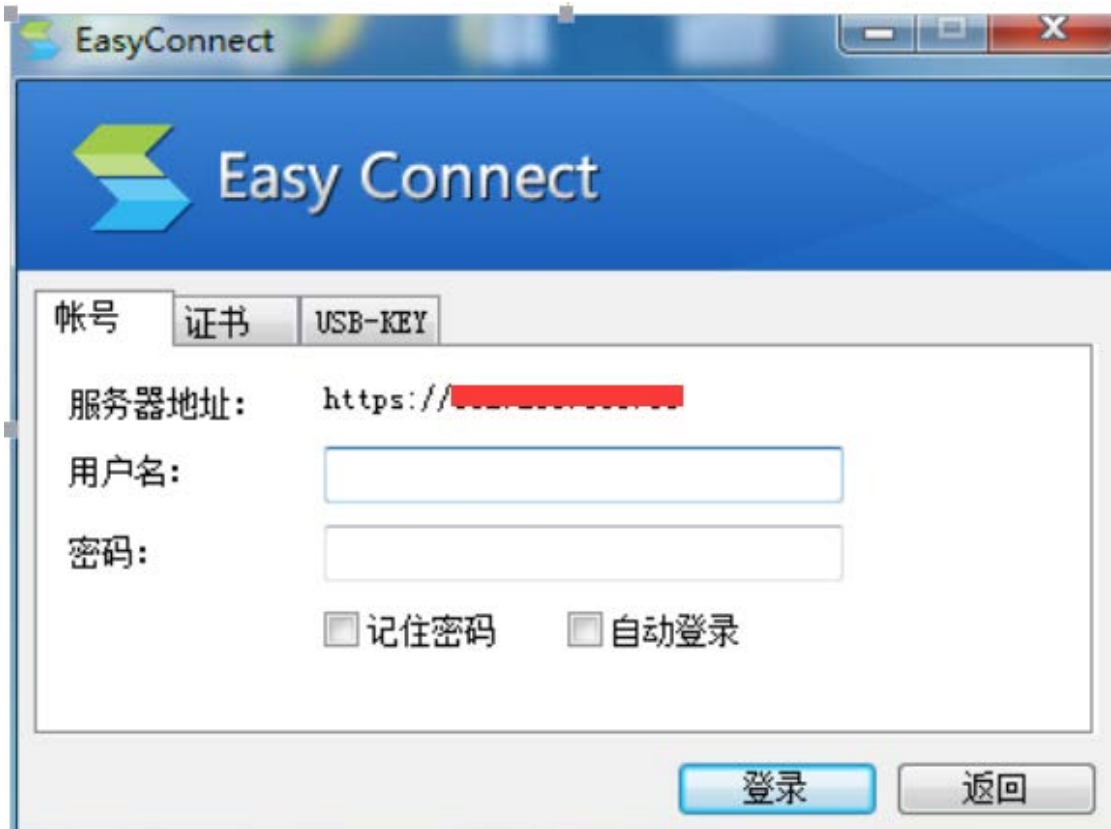 EasyConnect
Easy Connect
帐号 证书 USB-KEY
服务器地址: https://
用户名:
密码:
记住密码 自动登录
登录 返回